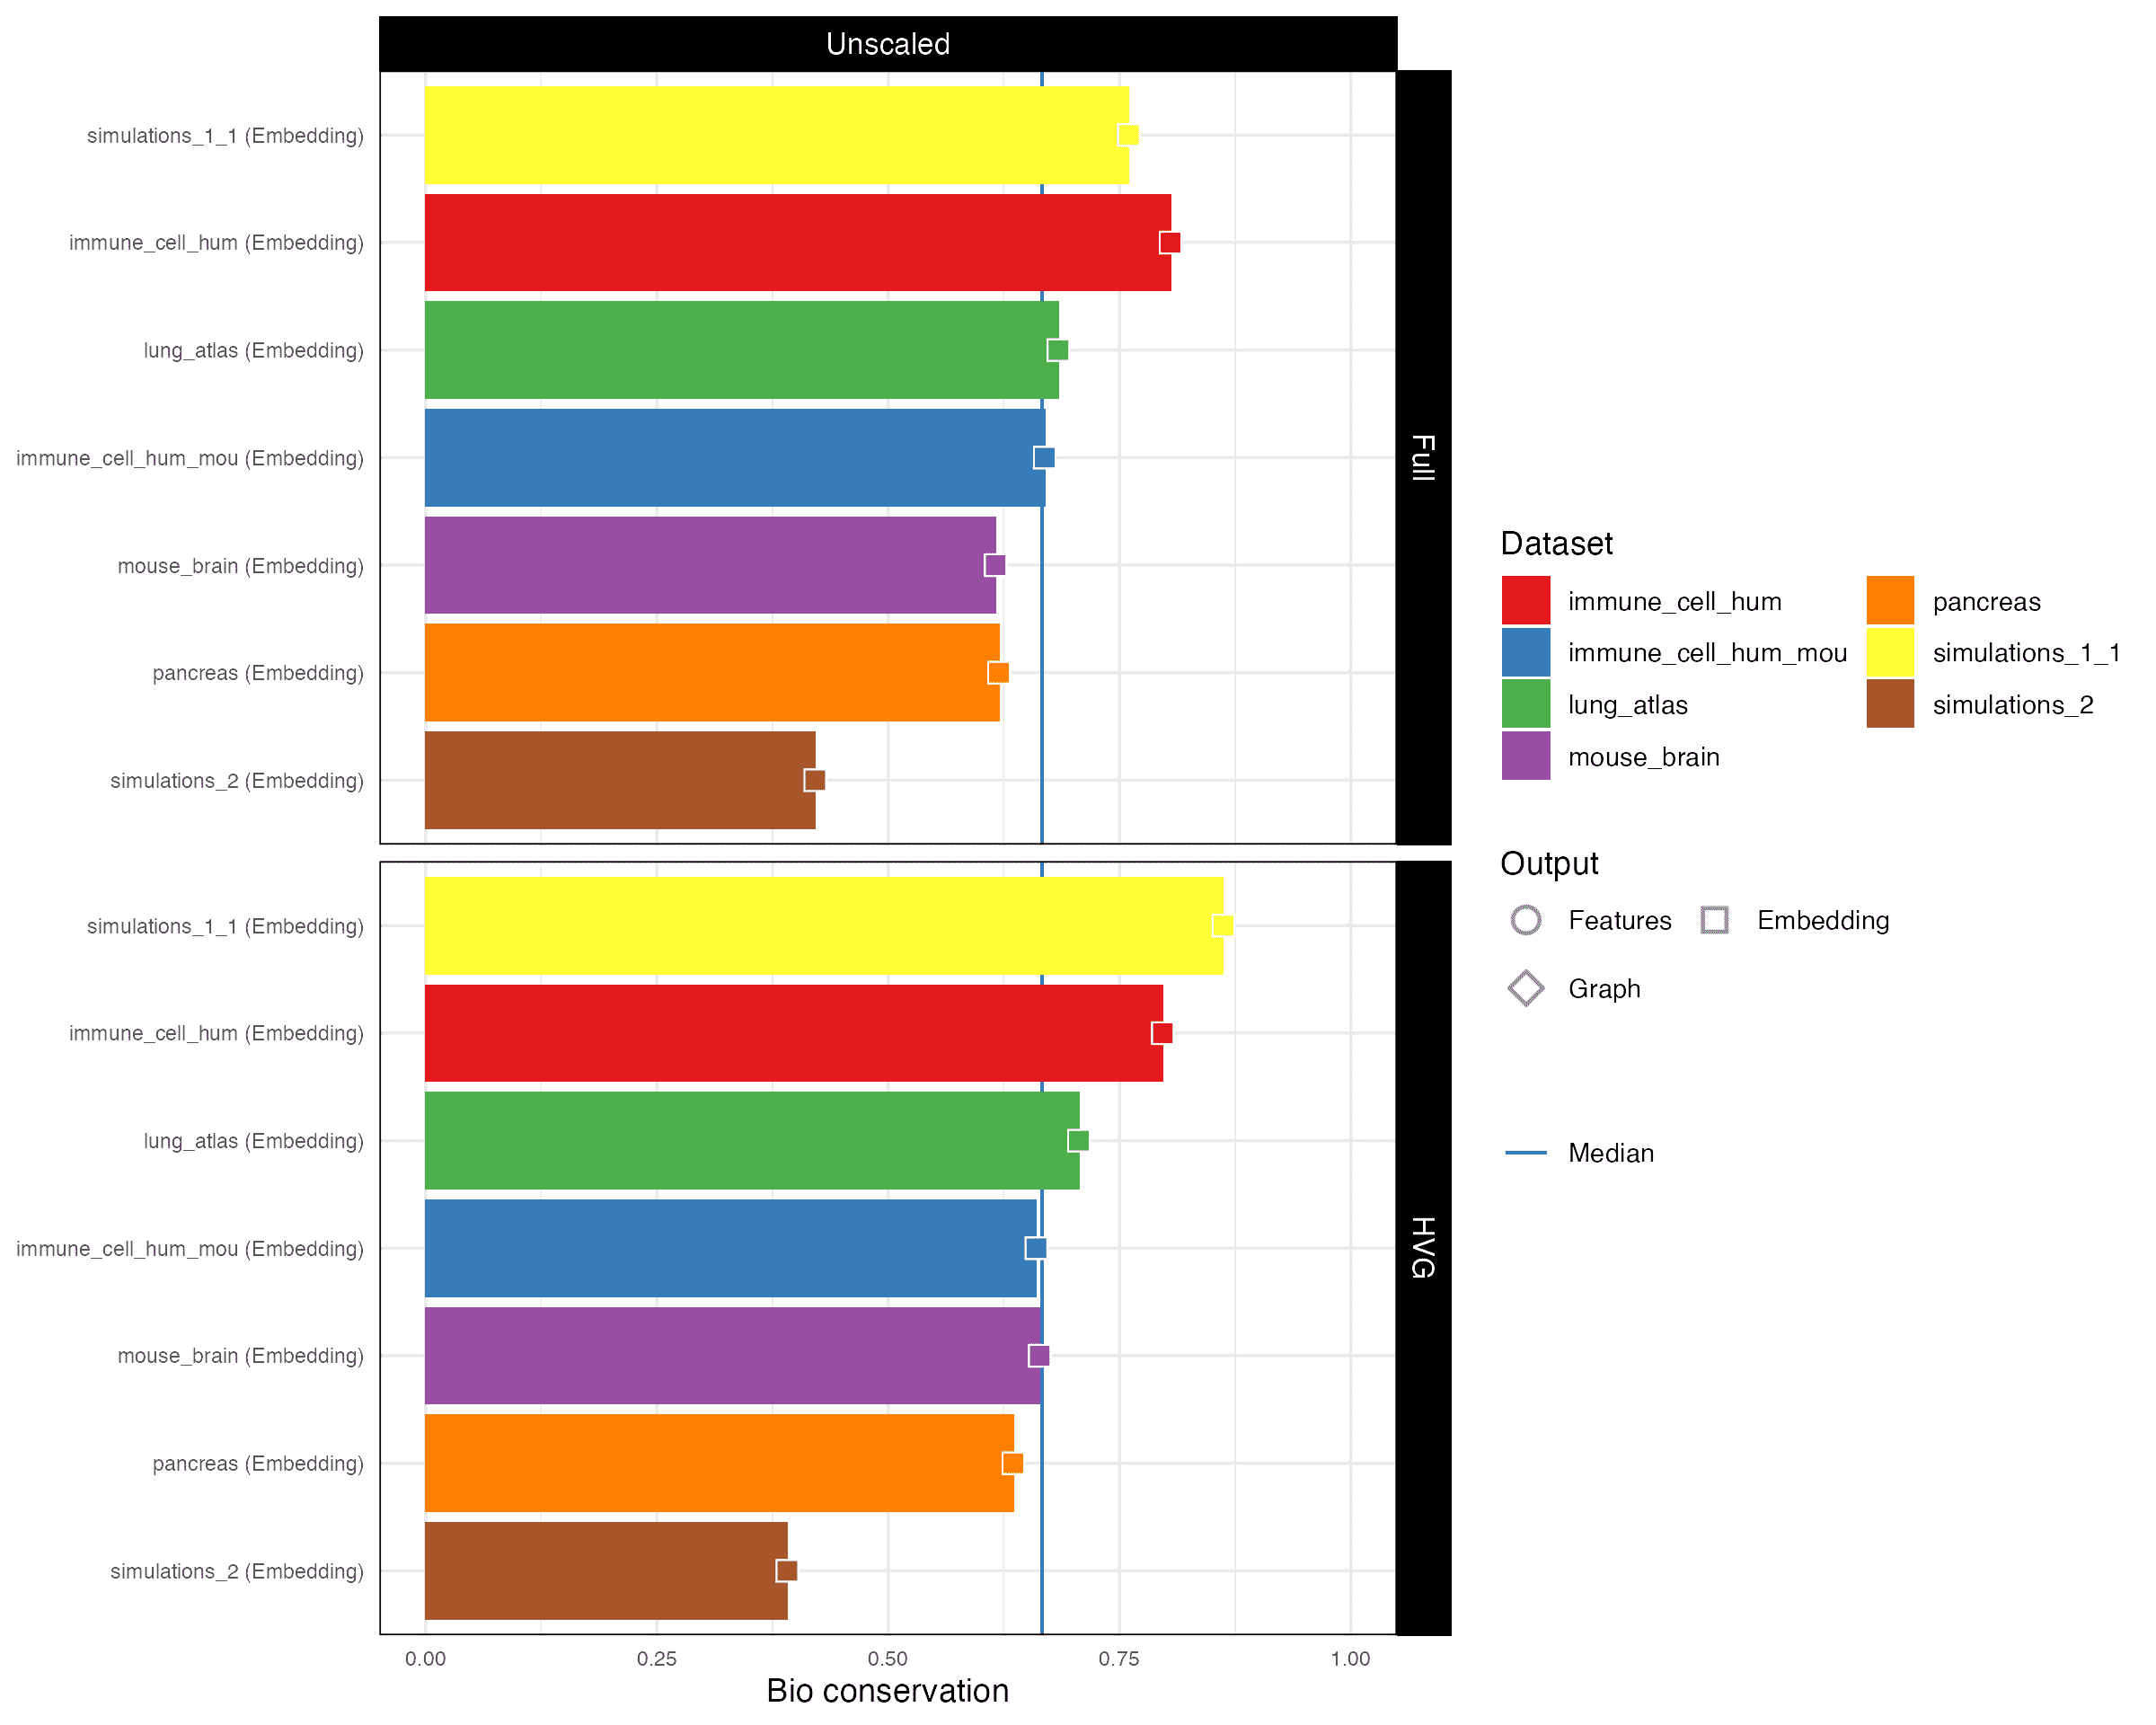 Unscaled
simulations_1_1 (Embedding)
immune_cell_hum (Embedding)
lung_atlas (Embedding)
immune_cell_hum_mou (Embedding)
mouse_brain (Embedding)
pancreas (Embedding)
simulations_2 (Embedding)
Full
simulations_1_1 (Embedding)
immune_cell_hum (Embedding)
lung_atlas (Embedding)
immune_cell_hum_mou (Embedding)
mouse_brain (Embedding)
pancreas (Embedding)
simulations_2 (Embedding)
HVG
0.00 0.25 0.50 0.75 1.00
Bio conservation
Dataset
immune_cell_hum
immune_cell_hum_mou
lung_atlas
mouse_brain
pancreas
simulations_1_1
simulations_2
Output
Features Embedding
Graph
Median